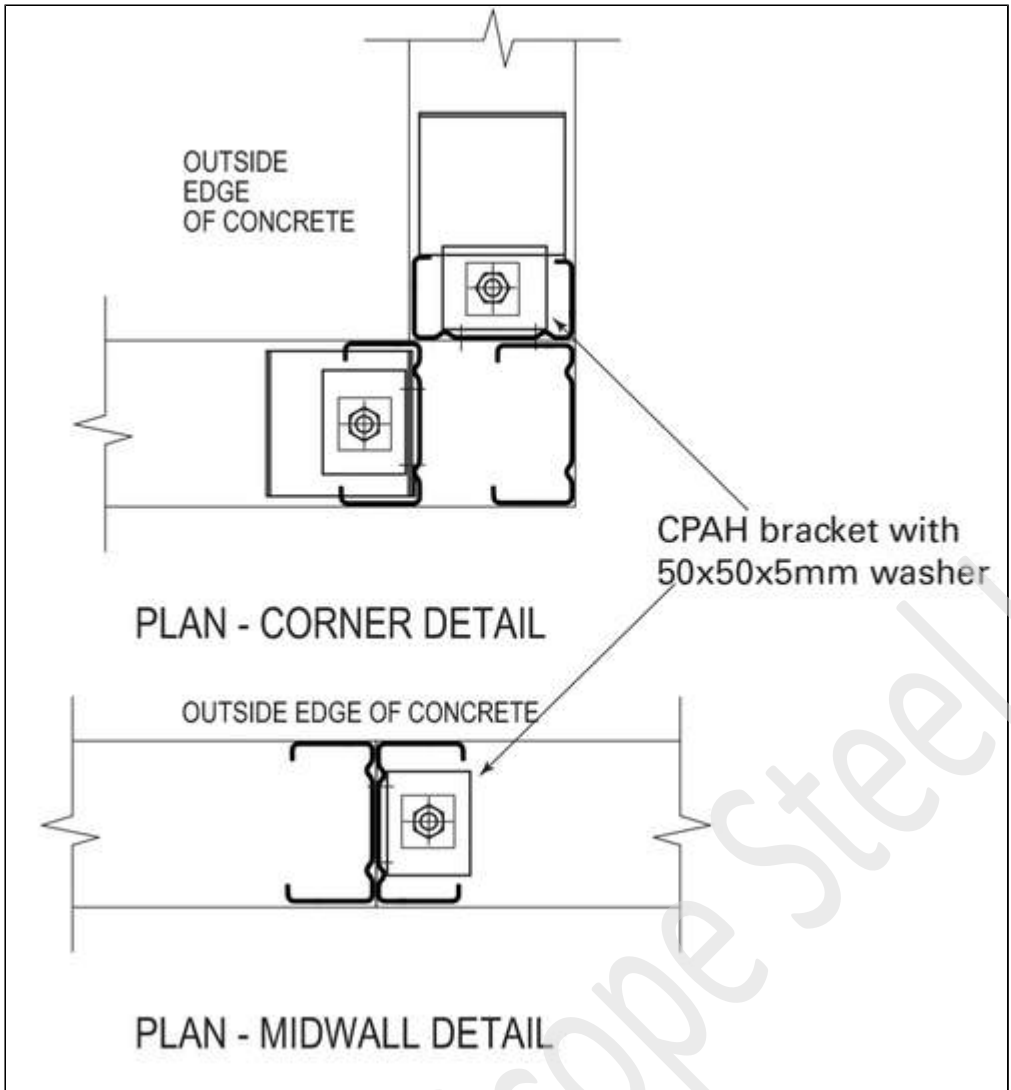 OUTSIDE
EDGE
OF CONCRETE
CPAH bracket with
50x50x5mm washer
PLAN - CORNER DETAIL
OUTSIDE EDGE OF CONCRETE
PLAN - MIDWALL DETAIL
Steel